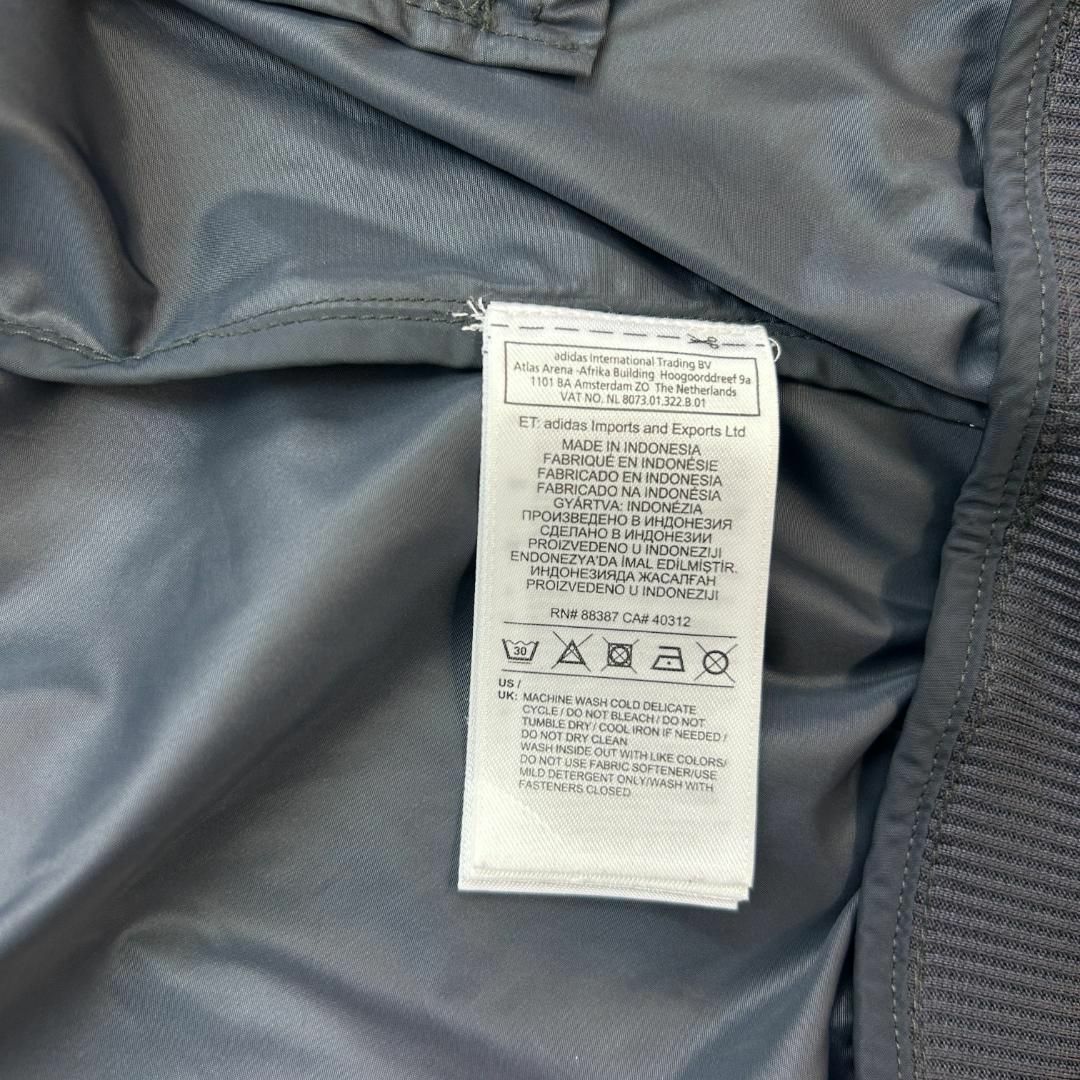 adidas International Trading BV
Atlas Arena -Afrika Building Hoogoorddreef 9a
1101 BA Amsterdam ZO The Netherlands
VAT NO. NL 8073.01.322.B.01
ET: adidas Imports and Exports Ltd
MADE IN INDONESIA
FABRIQUÉ EN INDONÉSIE
FABRICADO EN INDONESIA
FABRICADO NA INDONÉSIA
GYÁRTVA: INDONÉZIA
ПРОИЗВЕДЕНО В ИНДОНЕЗИЯ
СДЕЛАНО В ИНДОНЕЗИИ
PROIZVEDENO U INDONEZIJI
ENDONEZYA'DA İMAL EDİLMİŞTİR.
ИНДОНЕЗИЯДА ЖАСАЛҒАН
PROIZVEDENO U INDONEZIJI
RN# 88387 CA# 40312
30
US /
UK: MACHINE WASH COLD DELICATE
CYCLE / DO NOT BLEACH / DO NOT
TUMBLE DRY / COOL IRON IF NEEDED /
DO NOT DRY CLEAN
WASH INSIDE OUT WITH LIKE COLORS/
DO NOT USE FABRIC SOFTENER/USE
MILD DETERGENT ONLY/WASH WITH
FASTENERS CLOSED